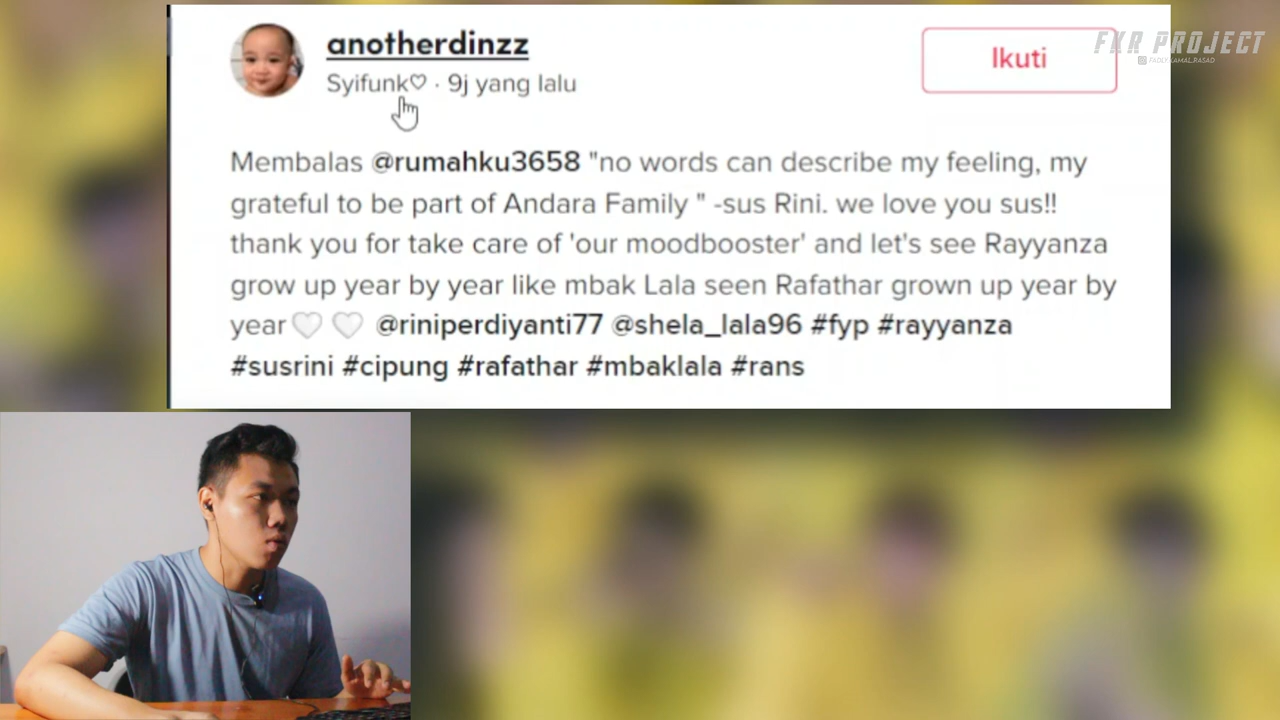 anotherdinzz
Syifunk♡ · 9j yang lalu
Ikuti
FKR PROJECT
FADLYKAMAL.RASAD
Membalas @rumahku3658 "no words can describe my feeling, my
grateful to be part of Andara Family " -sus Rini. we love you sus!!
thank you for take care of 'our moodbooster' and let's see Rayyanza
grow up year by year like mbak Lala seen Rafathar grown up year by
year🤍 🤍 @riniperdiyanti77 @shela_lala96 #fyp #rayyanza
#susrini #cipung #rafathar #mbaklala #rans